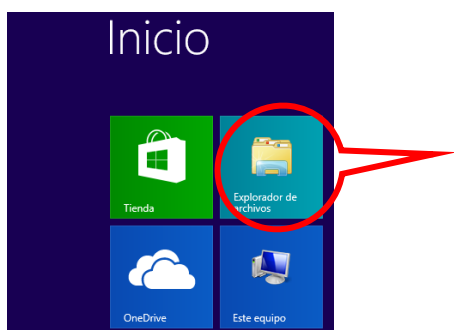 Inicio
Tienda
Explorador de
archivos
OneDrive
Este equipo